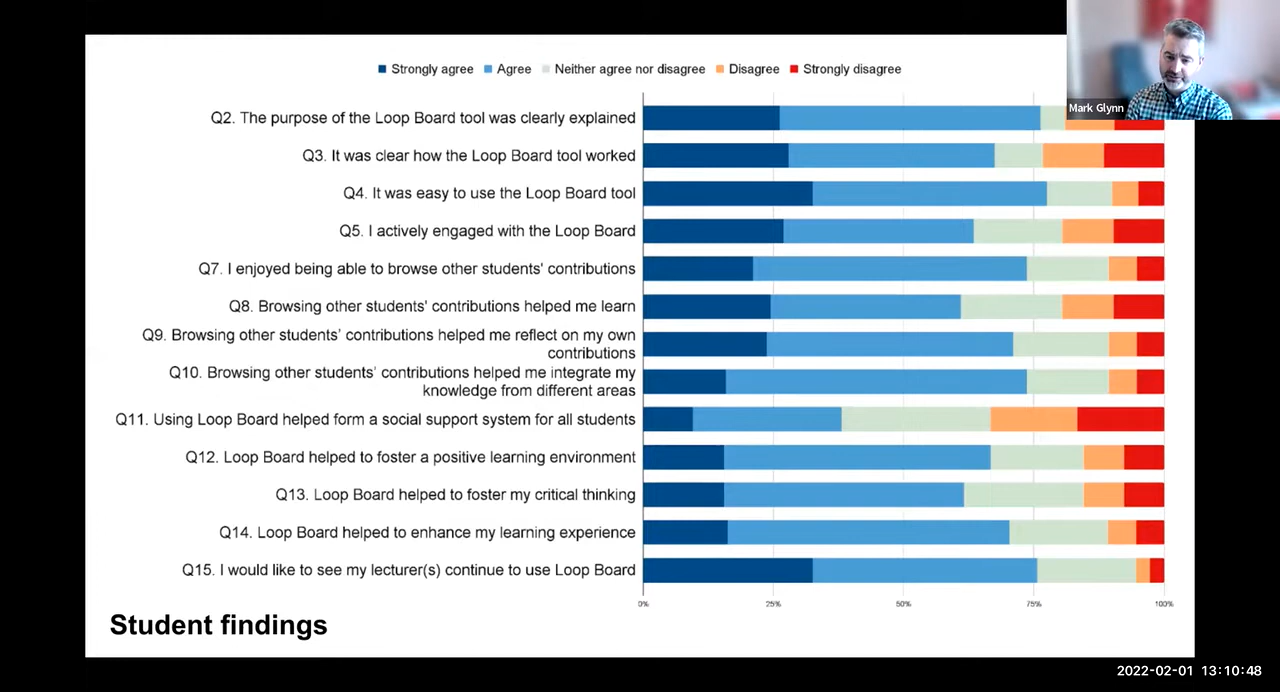 Mark Glynn
Strongly agree Agree Neither agree nor disagree Disagree Strongly disagree
Q2. The purpose of the Loop Board tool was clearly explained
Q3. It was clear how the Loop Board tool worked
Q4. It was easy to use the Loop Board tool
Q5. I actively engaged with the Loop Board
Q7. I enjoyed being able to browse other students' contributions
Q8. Browsing other students' contributions helped me learn
Q9. Browsing other students' contributions helped me reflect on my own
contributions
Q10. Browsing other students' contributions helped me integrate my
knowledge from different areas
Q11. Using Loop Board helped form a social support system for all students
Q12. Loop Board helped to foster a positive learning environment
Q13. Loop Board helped to foster my critical thinking
Q14. Loop Board helped to enhance my learning experience
Q15. I would like to see my lecturer(s) continue to use Loop Board
0% 25% 50% 75% 100%
Student findings
2022-02-01 13:10:48